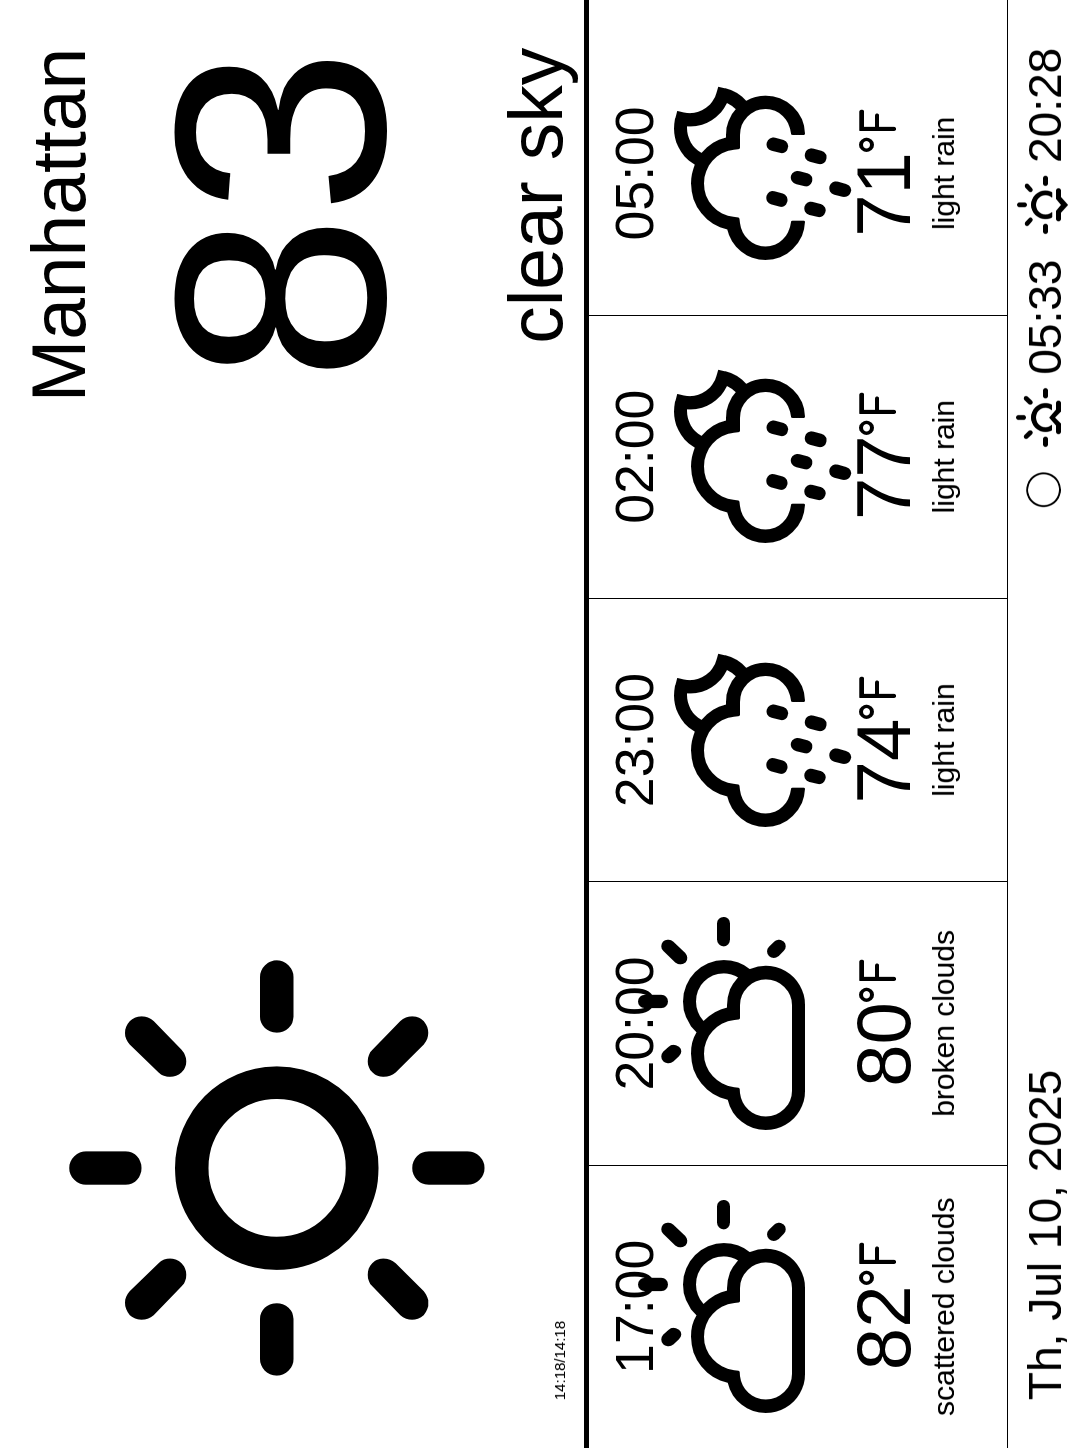 Manhattan
83
clear sky
14:18/14:18
17:00
82°F
scattered clouds
20:00
80°F
broken clouds
23:00
74°F
light rain
02:00
77°F
light rain
05:00
71°F
light rain
Th, Jul 10, 2025
05:33 20:28